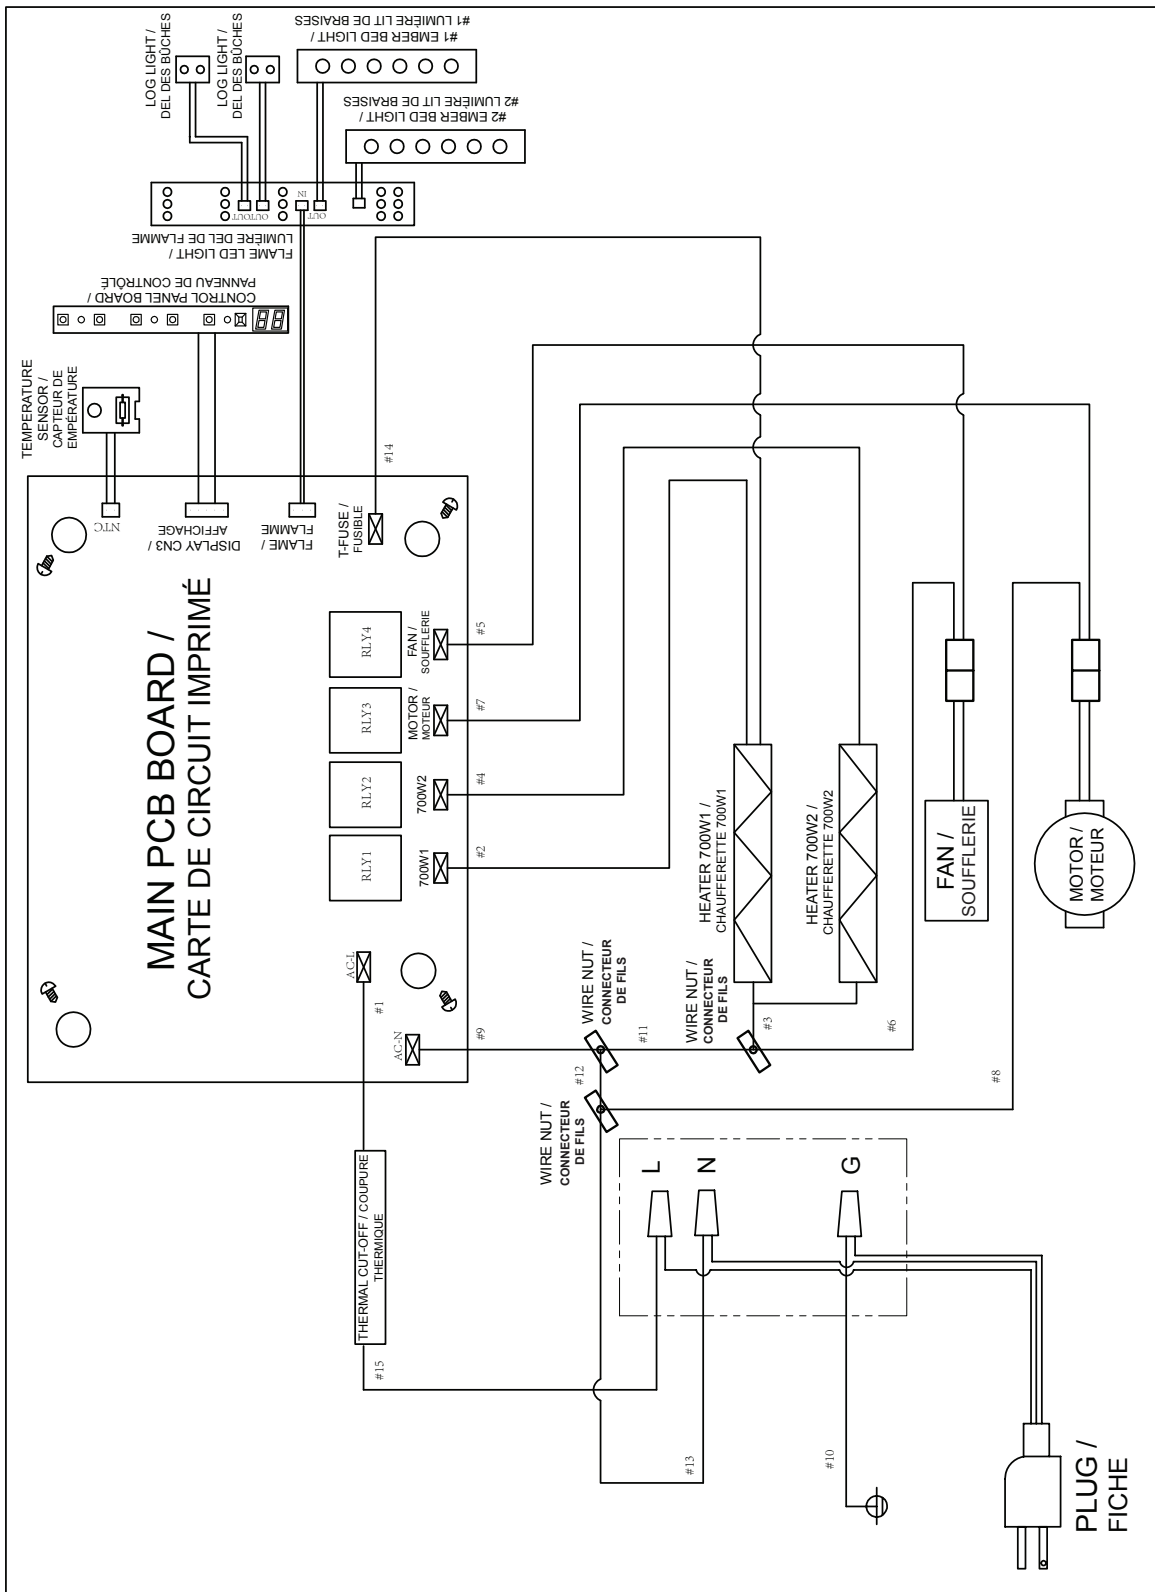 LOG LIGHT /
DEL DES BÛCHES
LOG LIGHT /
DEL DES BÛCHES
#1 EMBER BED LIGHT /
#1 LUMIÈRE LIT DE BRAISES
#2 EMBER BED LIGHT /
#2 LUMIÈRE LIT DE BRAISES
OUT
OUT
IN
OUT
FLAME LED LIGHT /
LUMIÈRE DEL DE FLAMME
CONTROL PANEL BOARD /
PANNEAU DE CONTRÔLÉ
88
TEMPERATURE
SENSOR /
CAPTEUR DE
EMPÉRATURE
NTC
DISPLAY CN3 /
AFFICHAGE
FLAME /
FLAMME
T-FUSE /
FUSIBLE
#14
MAIN PCB BOARD /
CARTE DE CIRCUIT IMPRIMÉ
RLY4
FAN /
SOUFFLERIE
#5
RLY3
MOTOR /
MOTEUR
#7
RLY2
700W2
#4
RLY1
700W1
#2
AC-L
#1
AC-N
#9
HEATER 700W1 /
CHAUFFERETTE 700W1
HEATER 700W2 /
CHAUFFERETTE 700W2
FAN /
SOUFFLERIE
MOTOR /
MOTEUR
WIRE NUT /
CONNECTEUR
DE FILS
#11
WIRE NUT /
CONNECTEUR
DE FILS
#3
#6
#12
#8
WIRE NUT /
CONNECTEUR
DE FILS
THERMAL CUT-OFF / COUPURE
THERMIQUE
#15
L
N
G
#13
#10
PLUG /
FICHE